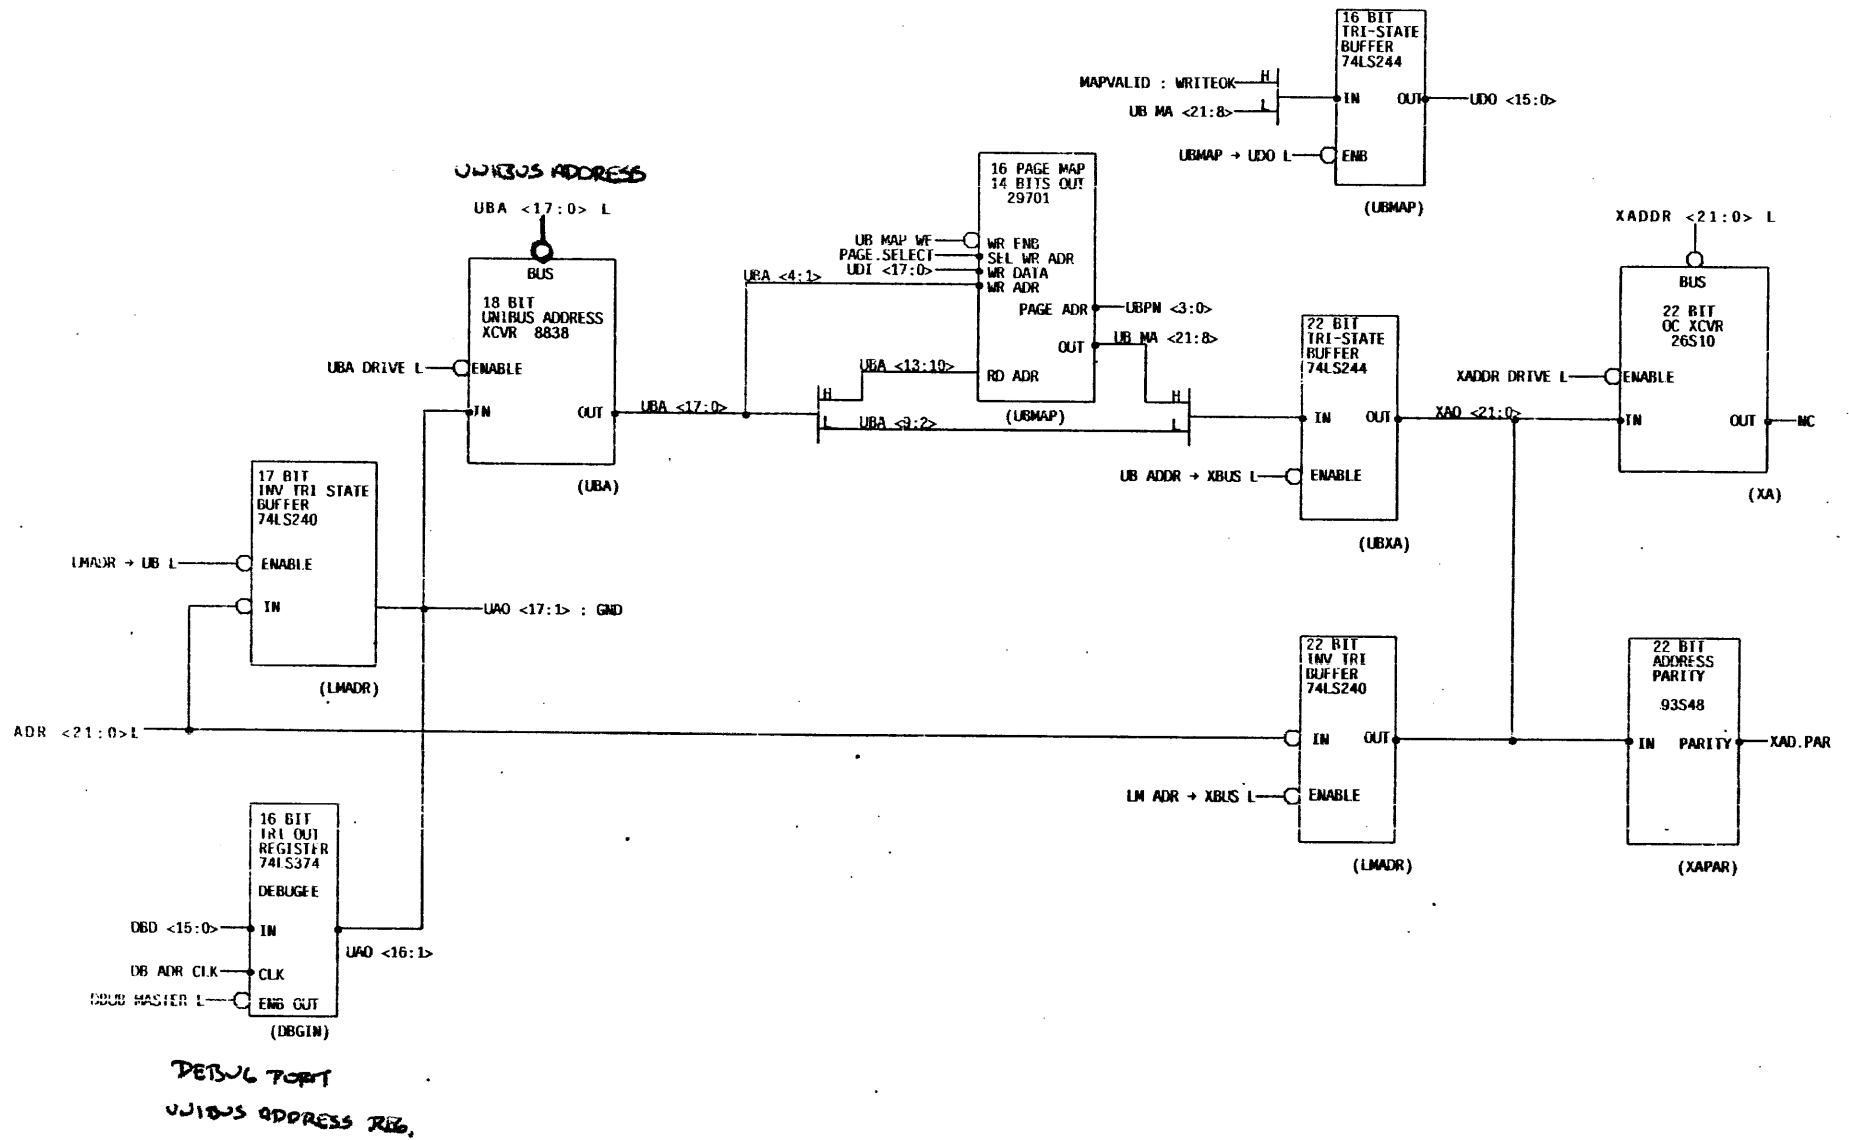 16 BIT
TRI-STATE
BUFFER
74LS244
MAPVALID : WRITEOK
H
UB MA <21:8>
L
IN
OUT
UDO <15:0>
UBMAP → UDO L
ENB
(UBMAP)
UNIBUS ADDRESS
UBA <17:0> L
BUS
18 BIT
UNIBUS ADDRESS
XCVR 8838
UBA DRIVE L
ENABLE
IN
OUT
UBA <17:0>
(UBA)
16 PAGE MAP
14 BITS OUT
29701
UB MAP WE
WR ENB
PAGE.SELECT
SEL WR ADR
UDI <17:0>
WR DATA
UBA <4:1>
WR ADR
PAGE ADR
UBPN <3:0>
OUT
UB MA <21:8>
UBA <13:10>
RD ADR
H
L
UBA <9:2>
H
L
(UBMAP)
22 BIT
TRI-STATE
BUFFER
74LS244
IN
OUT
XAO <21:0>
UB ADDR → XBUS L
ENABLE
(UBXA)
XADDR <21:0> L
BUS
22 BIT
OC XCVR
26S10
XADDR DRIVE L
ENABLE
IN
OUT
NC
(XA)
17 BIT
INV TRI STATE
BUFFER
74LS240
LMADR → UB L
ENABLE
IN
UAO <17:1> : GND
(LMADR)
ADR <21:0>L
22 BIT
INV TRI
BUFFER
74LS240
IN
OUT
LM ADR → XBUS L
ENABLE
(LMADR)
22 BIT
ADDRESS
PARITY
93S48
IN
PARITY
XAD.PAR
(XAPAR)
16 BIT
TRI OUT
REGISTER
74LS374
DEBUGEE
DBD <15:0>
IN
UAO <16:1>
DB ADR CLK
CLK
DBUB MASTER L
ENB OUT
(DBGIN)
DEBUG PORT
UNIBUS ADDRESS REG.